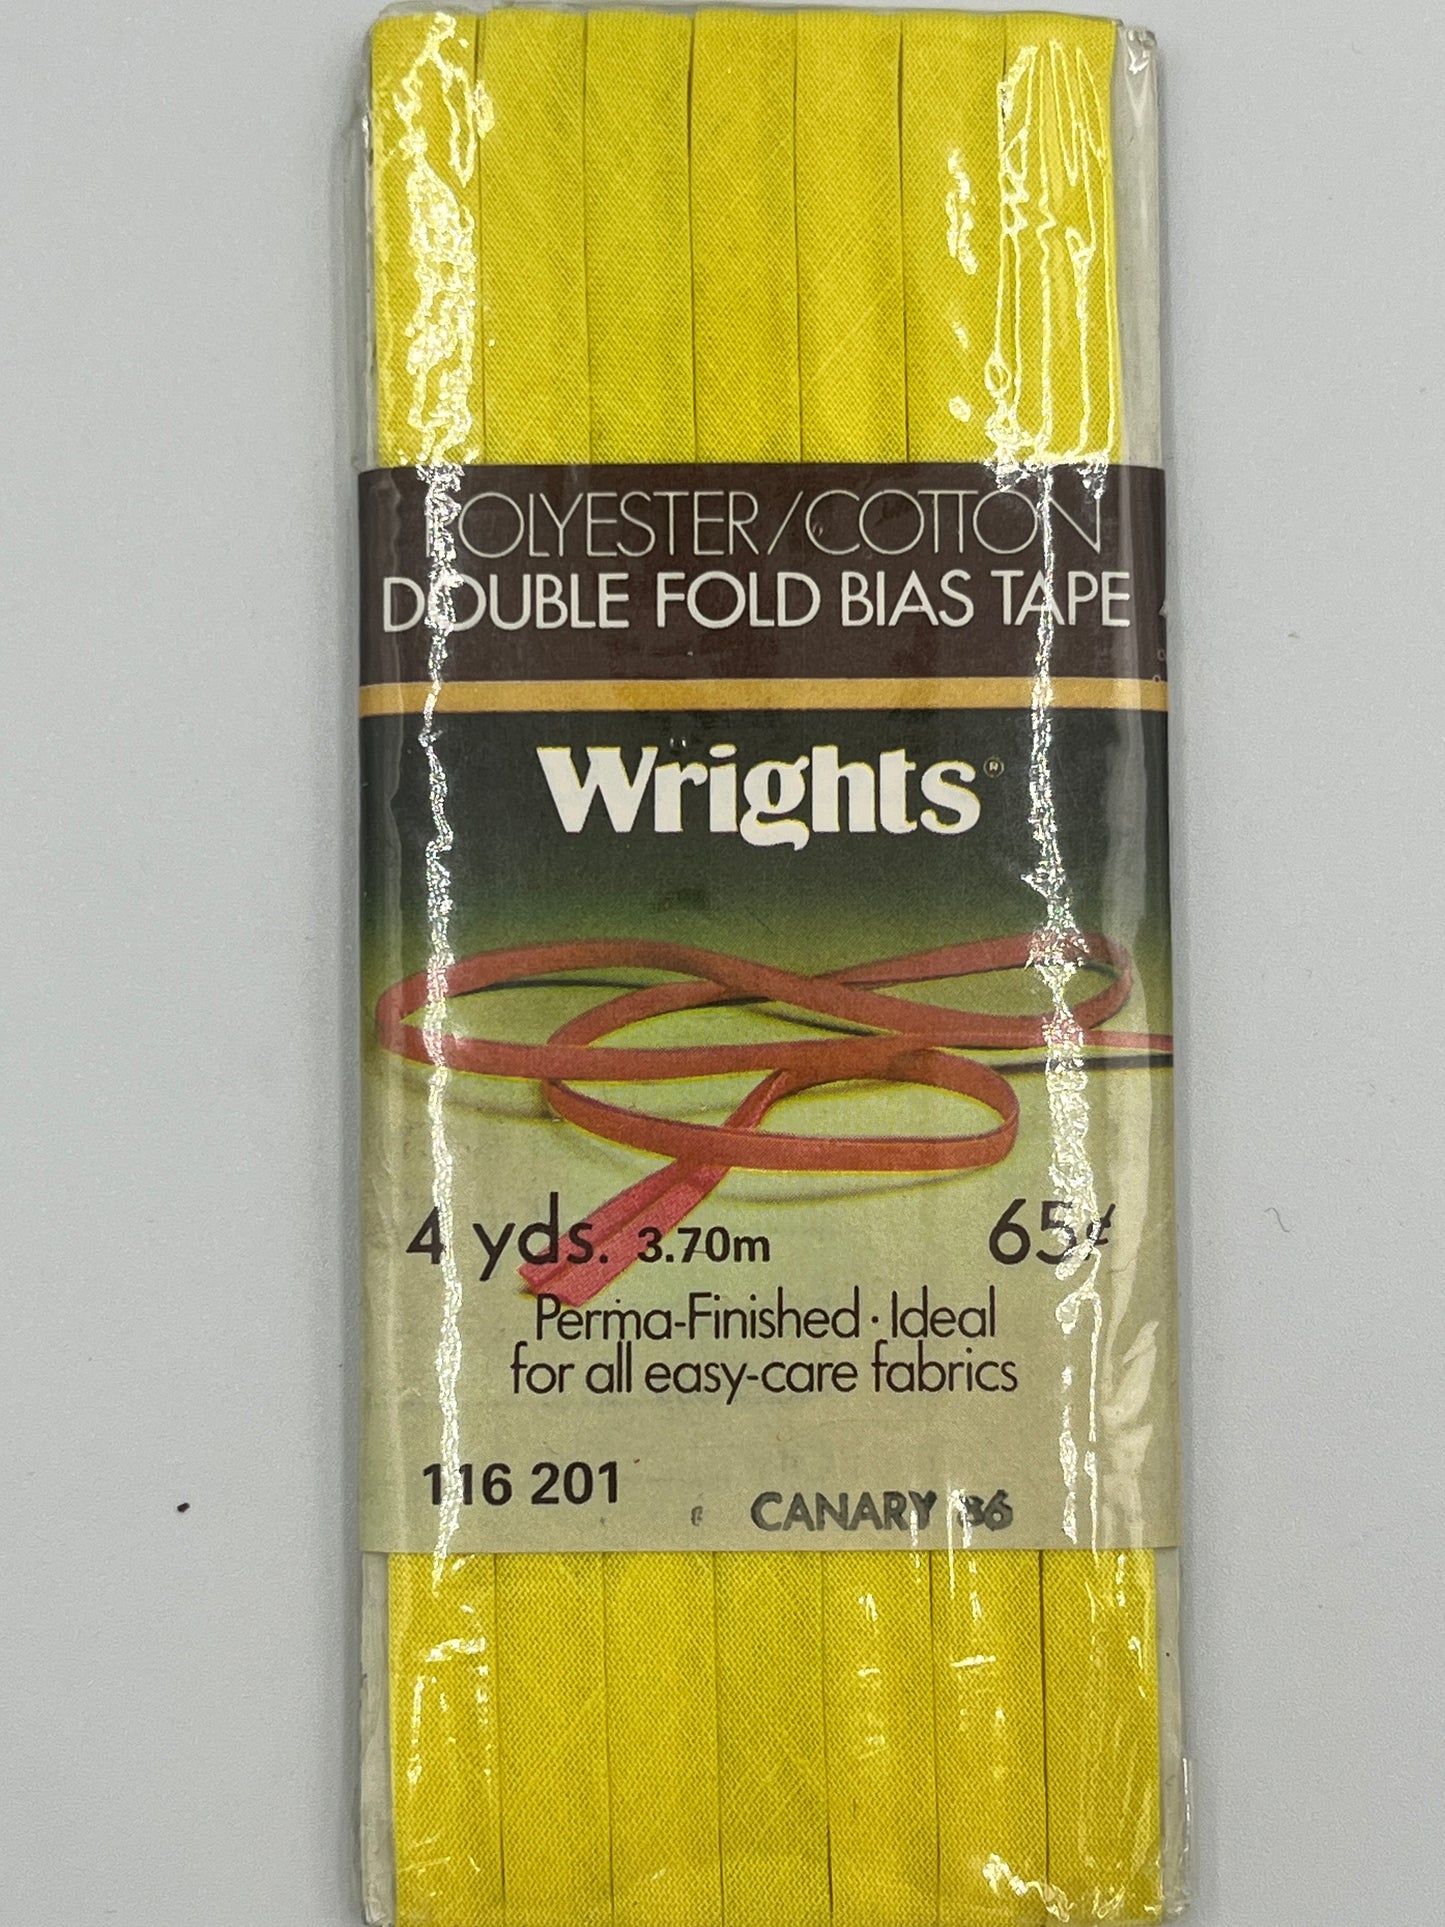 POLYESTER/COTTON
DOUBLE FOLD BIAS TAPE
Wrights®
4 yds. 3.70m 65¢
Perma-Finished · Ideal
for all easy-care fabrics
116 201
CANARY 86